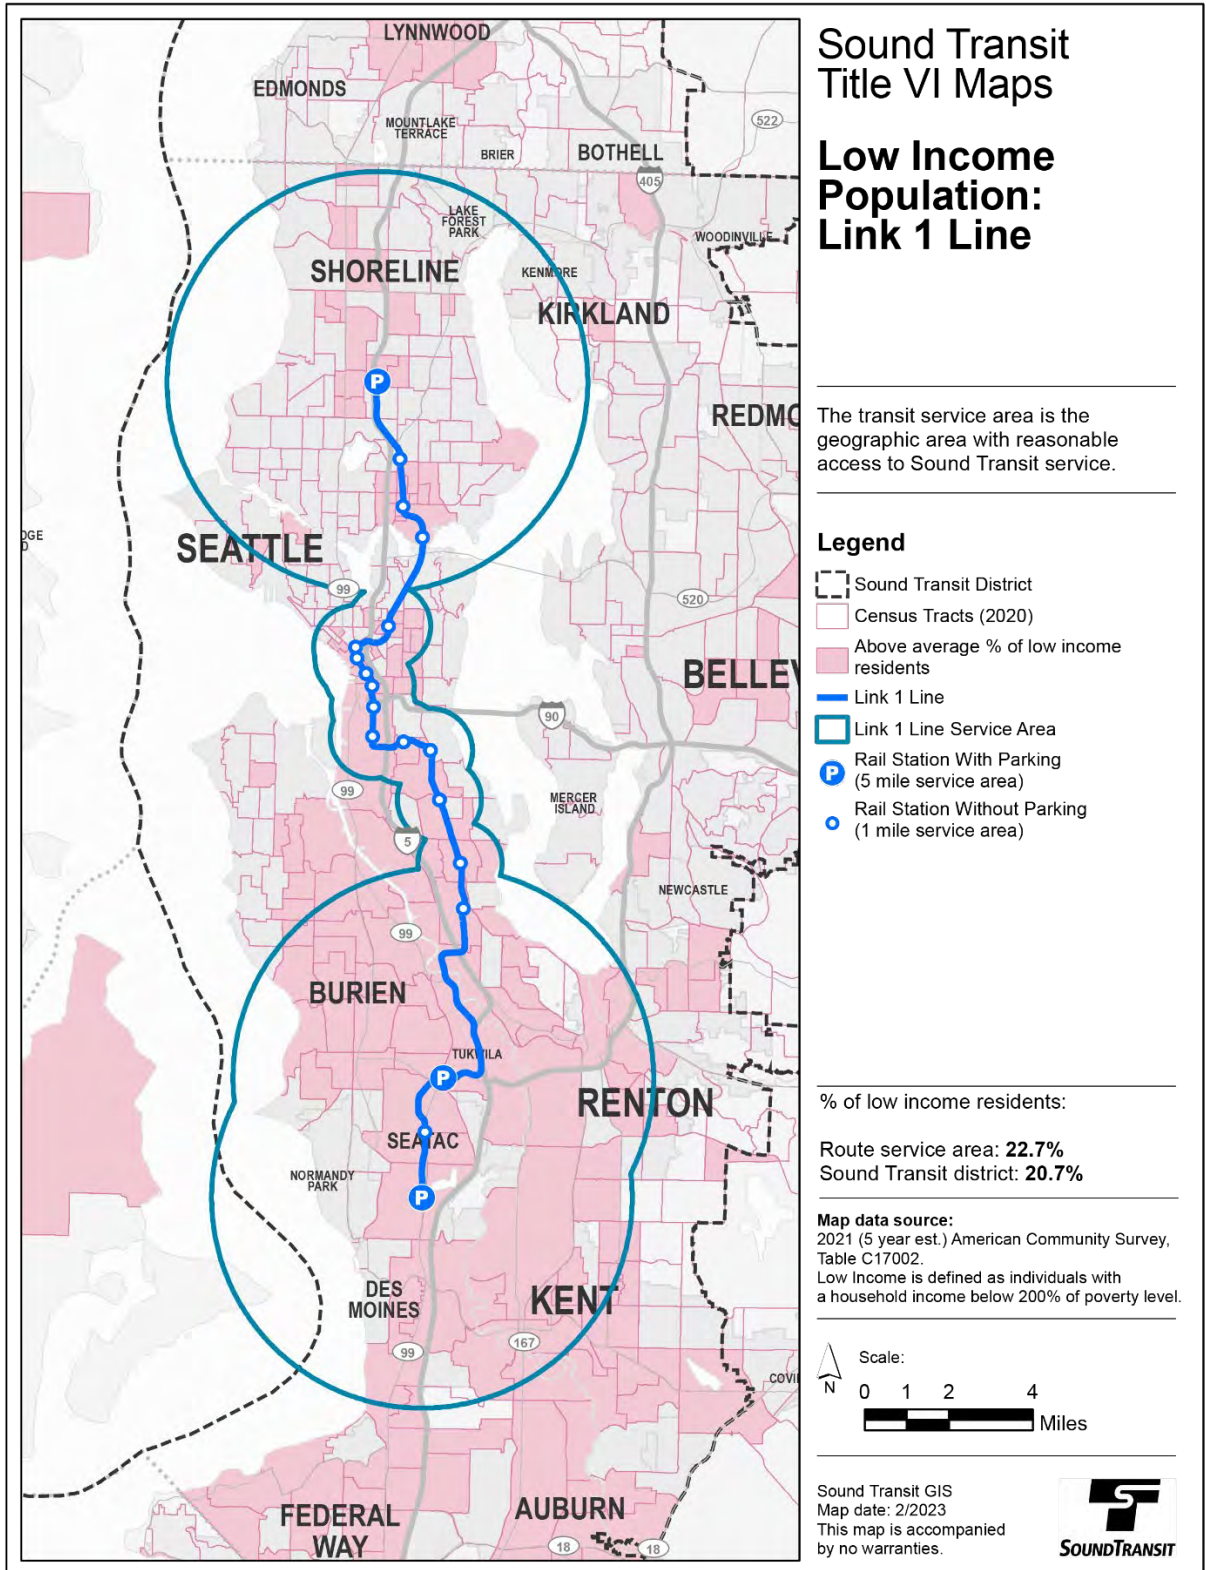 Sound Transit
Title VI Maps
Low Income
Population:
Link 1 Line
The transit service area is the
geographic area with reasonable
access to Sound Transit service.
Legend
Sound Transit District
Census Tracts (2020)
Above average % of low income
residents
Link 1 Line
Link 1 Line Service Area
P
Rail Station With Parking
(5 mile service area)
Rail Station Without Parking
(1 mile service area)
% of low income residents:
Route service area: 22.7%
Sound Transit district: 20.7%
Map data source:
2021 (5 year est.) American Community Survey,
Table C17002.
Low Income is defined as individuals with
a household income below 200% of poverty level.
N
Scale:
0 1 2 4
Miles
Sound Transit GIS
Map date: 2/2023
This map is accompanied
by no warranties.
SOUNDTRANSIT
LYNNWOOD
EDMONDS
MOUNTLAKE
TERRACE
522
BRIER
BOTHELL
405
LAKE
FOREST
PARK
WOODINVILLE
SHORELINE
KENMORE
KIRKLAND
P
REDMO
DGE
D
SEATTLE
99
520
BELLEV
90
99
MERCER
ISLAND
5
NEWCASTLE
99
BURIEN
TUKWILA
P
RENTON
SEATAC
NORMANDY
PARK
P
DES
MOINES
KENT
167
99
COVI
FEDERAL
WAY
AUBURN
18
18